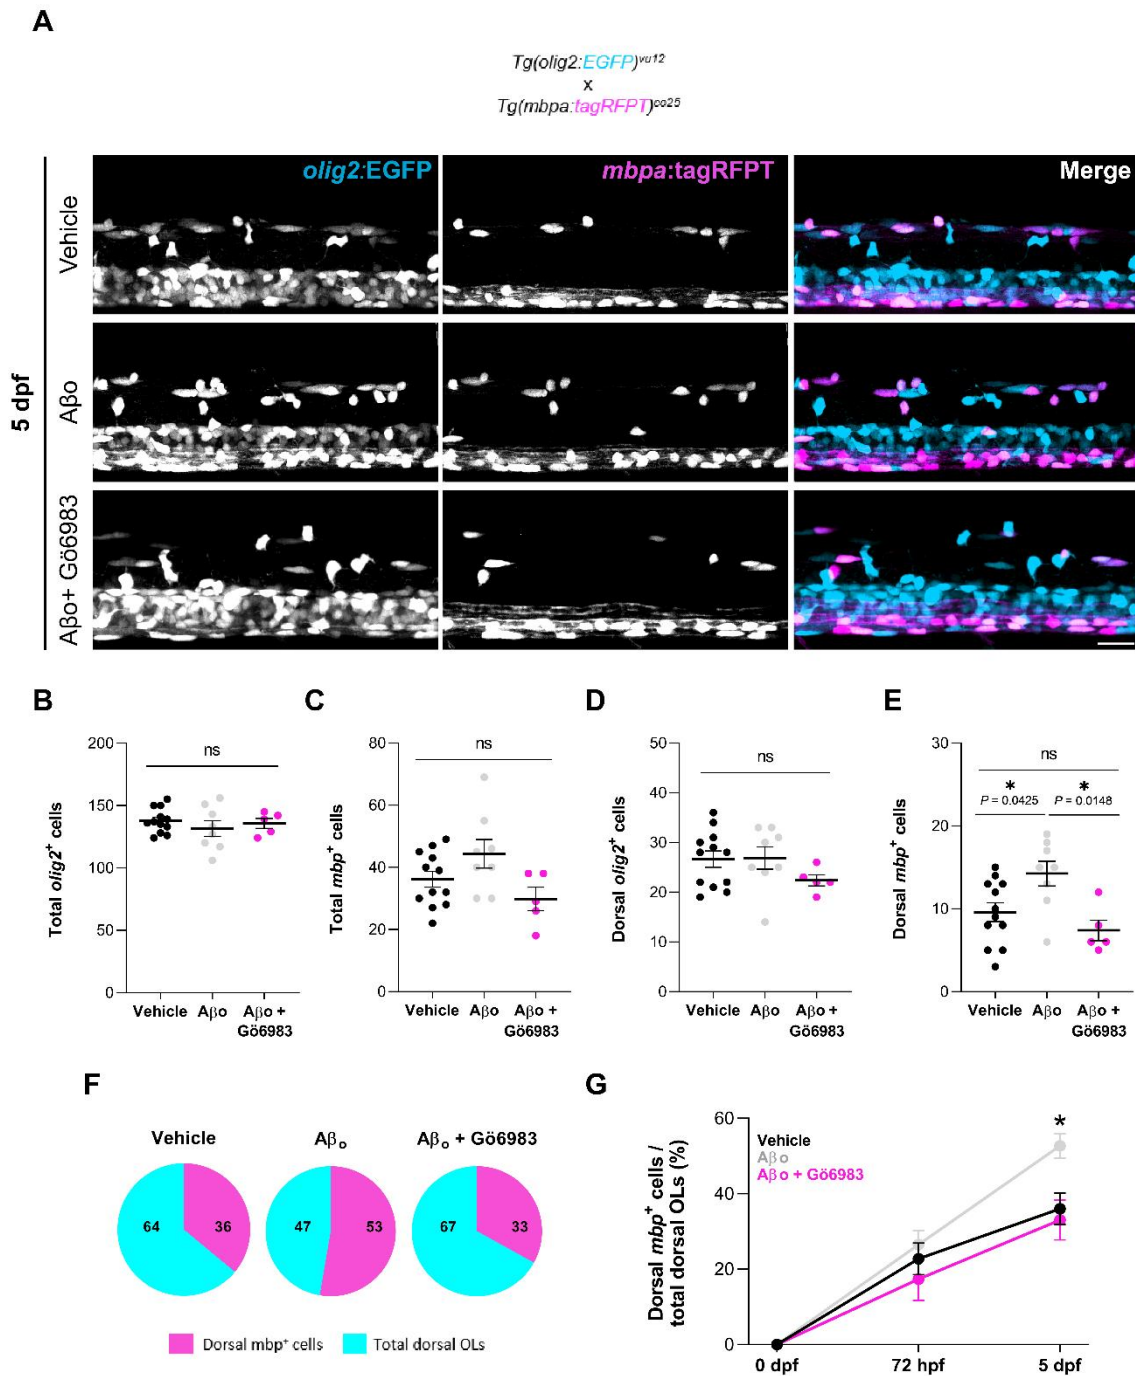 A
Tg(olig2:EGFP)vu12
x
Tg(mbpa:tagRFPT)co25
5 dpf
Vehicle
Aβo
Aβo+ Gö6983
olig2:EGFP
mbpa:tagRFPT
Merge
B
Total olig2+ cells
200
150
100
50
0
ns
Vehicle
Aβo
Aβo +
Gö6983
C
Total mbp+ cells
80
60
40
20
0
ns
Vehicle
Aβo
Aβo +
Gö6983
D
Dorsal olig2+ cells
50
40
30
20
10
0
ns
Vehicle
Aβo
Aβo +
Gö6983
E
Dorsal mbp+ cells
30
20
10
0
ns
*
P = 0.0425
*
P = 0.0148
Vehicle
Aβo
Aβo +
Gö6983
F
Vehicle
64
36
Aβo
47
53
Aβo + Gö6983
67
33
Dorsal mbp+ cells
Total dorsal OLs
G
Dorsal mbp+ cells /
total dorsal OLs (%)
60
40
20
0
Vehicle
Aβo
Aβo + Gö6983
*
0 dpf
72 hpf
5 dpf